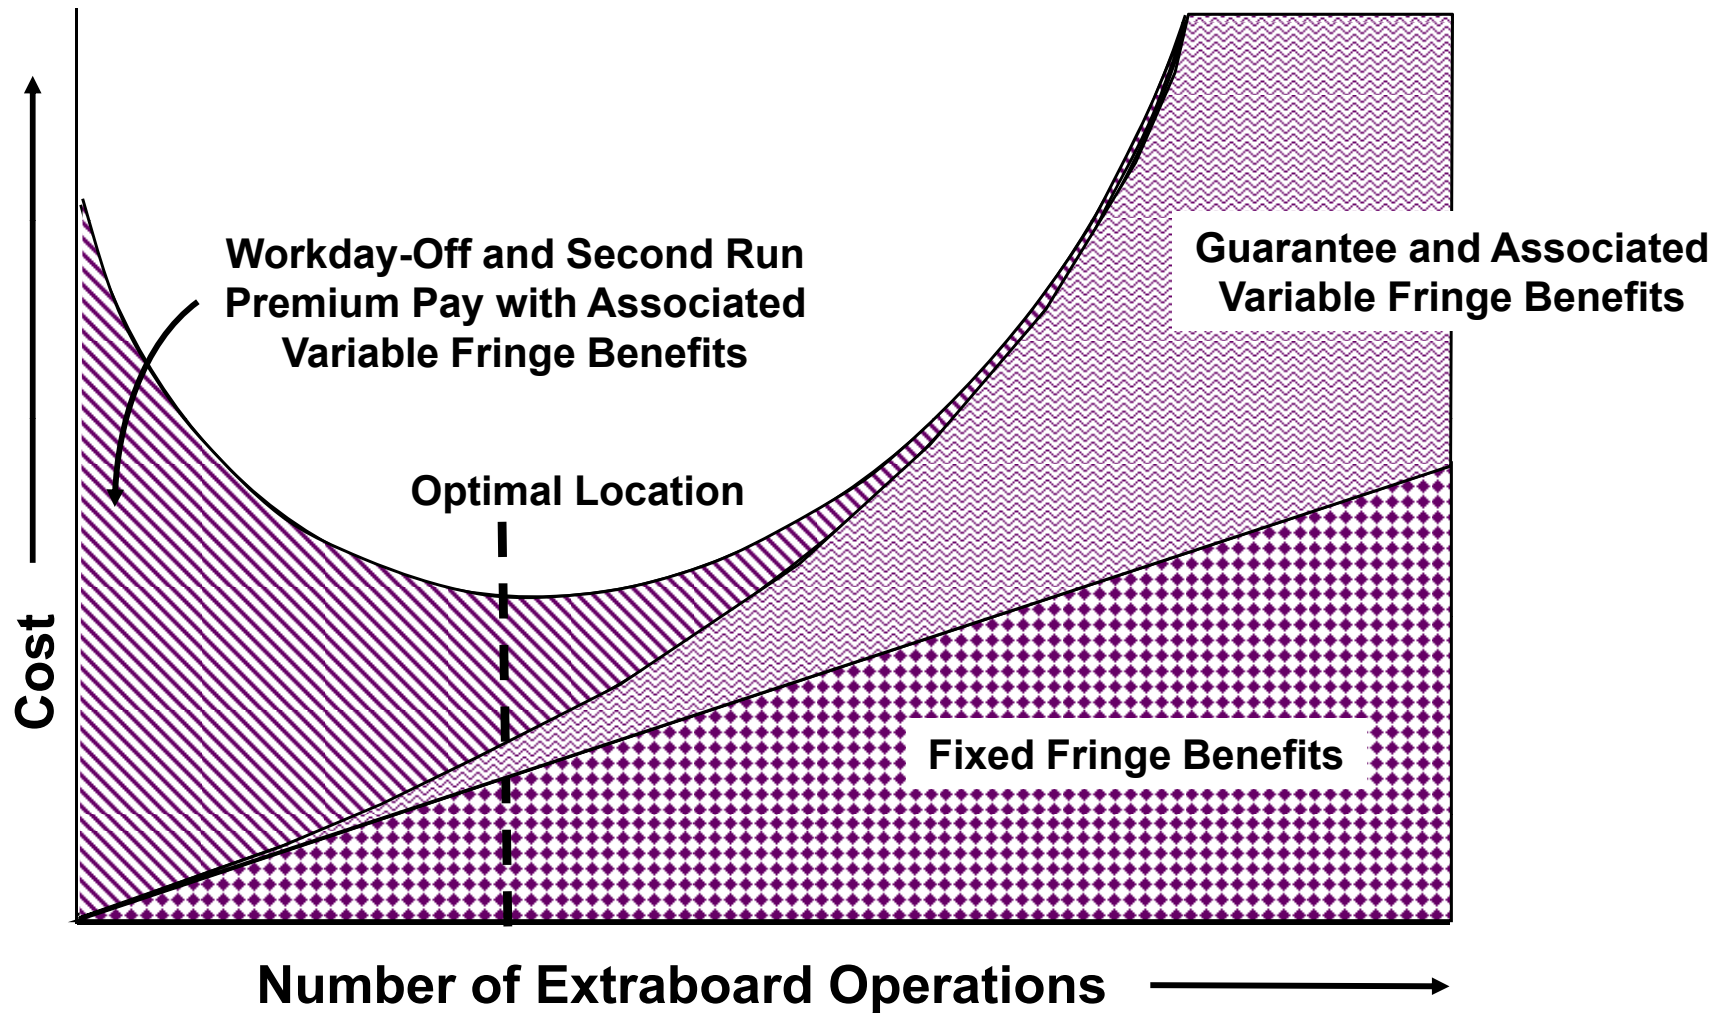 Workday-Off and Second Run
Premium Pay with Associated
Variable Fringe Benefits
Guarantee and Associated
Variable Fringe Benefits
Optimal Location
Cost
Fixed Fringe Benefits
Number of Extraboard Operations